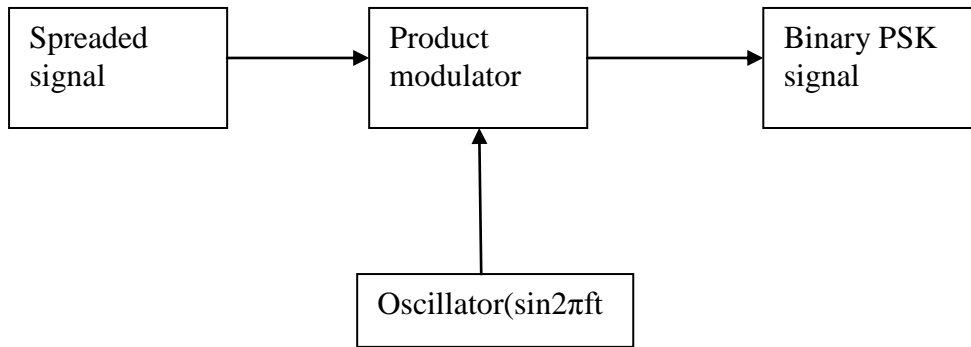 Spreaded
signal
Product
modulator
Binary PSK
signal
Oscillator(sin2πft